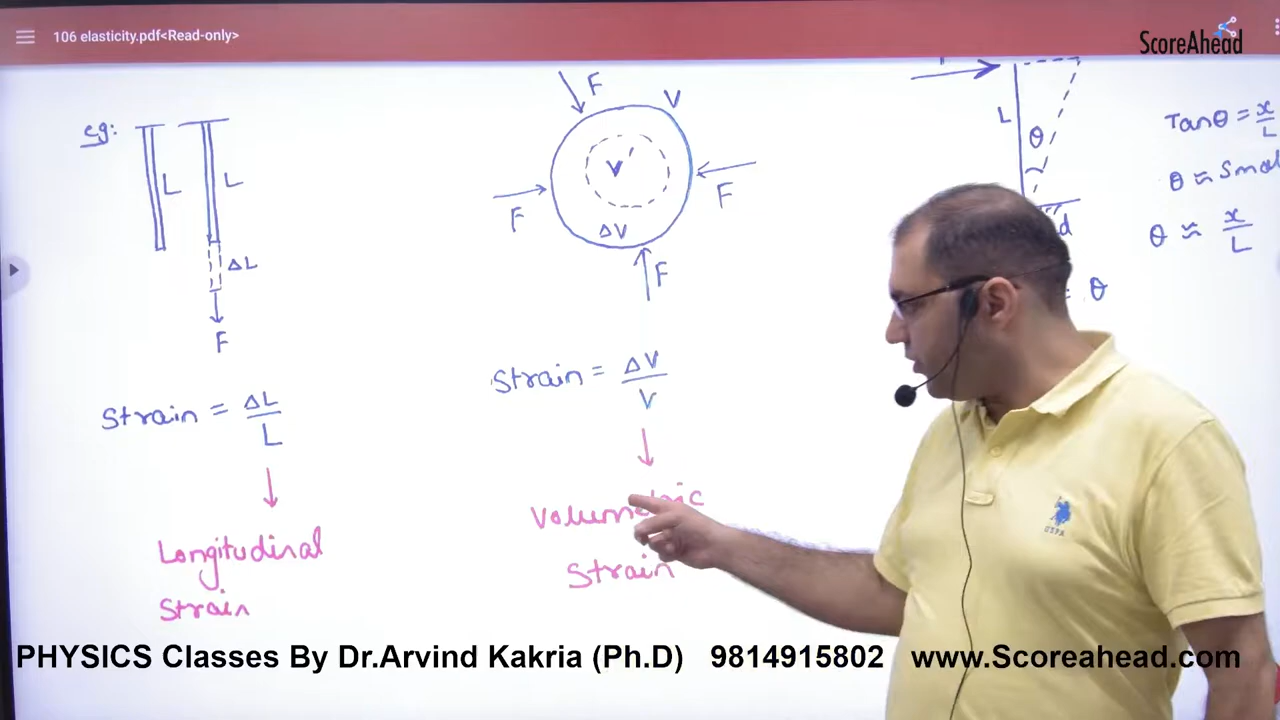 106 elasticity.pdf<Read-only>
ScoreAhead
eg:
L
L
ΔL
F
Strain = ΔL
L
Longitudinal
Strain
F
V
V'
F
F
ΔV
F
Strain = ΔV
V
Strain
L
θ
Tanθ = x
L
θ ≈
θ ≈ x
L
d
= θ
USPA
PHYSICS Classes By Dr.Arvind Kakria (Ph.D) 9814915802 www.Scoreahead.com